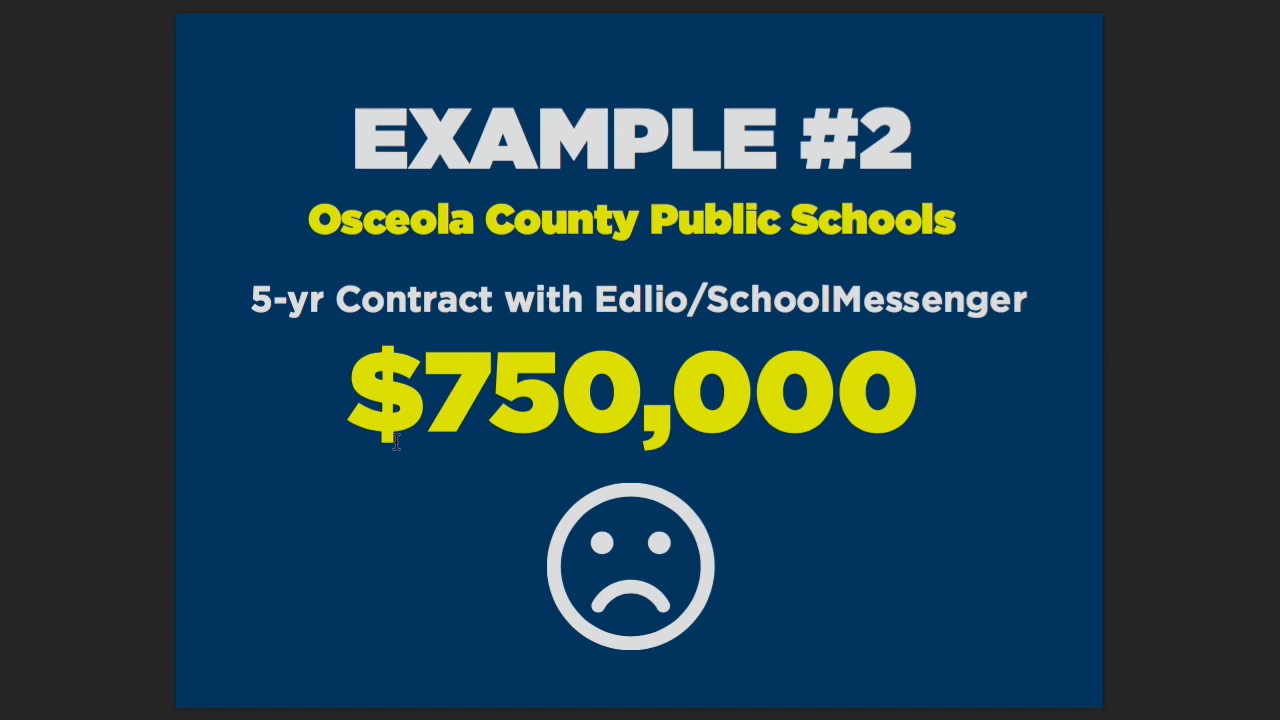 EXAMPLE #2
Osceola County Public Schools
5-yr Contract with Edlio/SchoolMessenger
$750,000